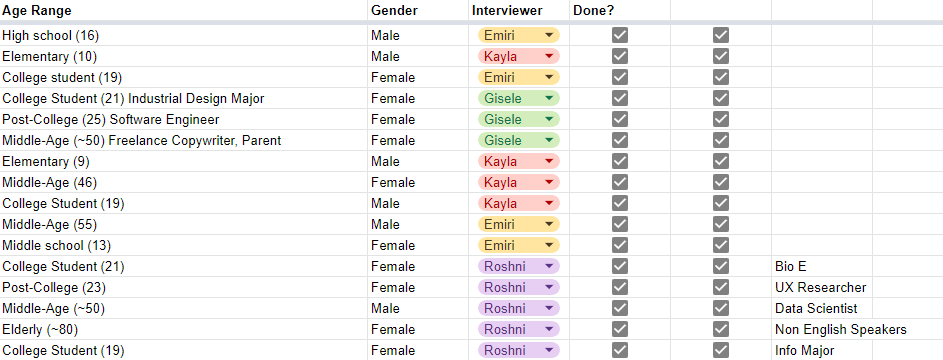 Age Range Gender Interviewer Done?
High school (16) Male Emiri
Elementary (10) Male Kayla
College student (19) Female Emiri
College Student (21) Industrial Design Major Female Gisele
Post-College (25) Software Engineer Female Gisele
Middle-Age (~50) Freelance Copywriter, Parent Female Gisele
Elementary (9) Male Kayla
Middle-Age (46) Female Kayla
College Student (19) Male Kayla
Middle-Age (55) Male Emiri
Middle school (13) Female Emiri
College Student (21) Female Roshni Bio E
Post-College (23) Female Roshni UX Researcher
Middle-Age (~50) Male Roshni Data Scientist
Elderly (~80) Female Roshni Non English Speakers
College Student (19) Female Roshni Info Major